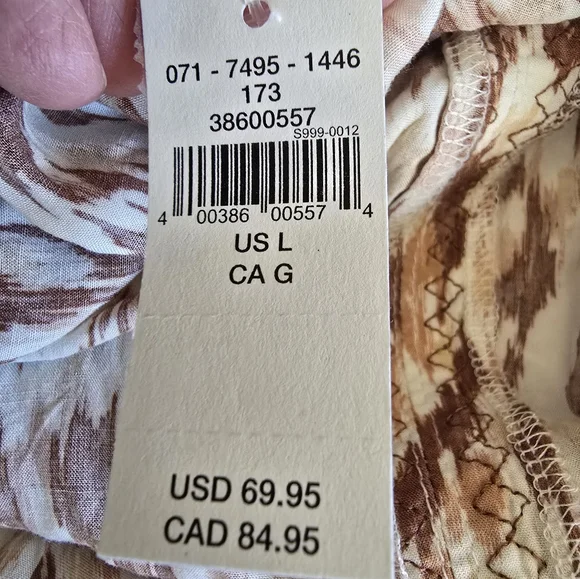 071 - 7495 - 1446
173
38600557
S999-0012
4 00386 00557 4
US L
CA G
USD 69.95
CAD 84.95